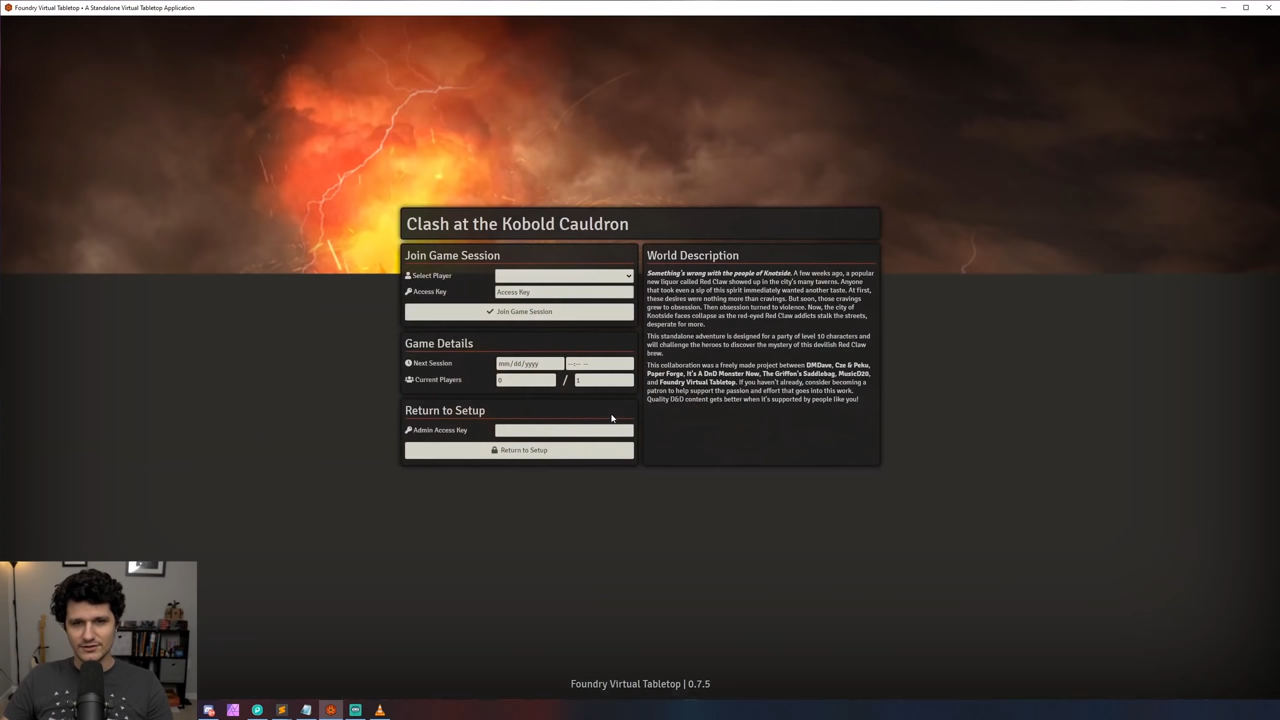 Foundry Virtual Tabletop • A Standalone Virtual Tabletop Application
Clash at the Kobold Cauldron
Join Game Session
Select Player
Access Key
Access Key
Join Game Session
Game Details
Next Session
mm/dd/yyyy
--:-- --
Current Players
0
/
1
Return to Setup
Admin Access Key
Return to Setup
World Description
Something's wrong with the people of Knotside. A few weeks ago, a popular
new liquor called Red Claw showed up in the city's many taverns. Anyone
that took even a sip of this spirit immediately wanted another taste. At first,
these desires were nothing more than cravings. But soon, those cravings
grew to obsession. Then obsession turned to violence. Now, the city of
Knotside faces collapse as the red-eyed Red Claw addicts stalk the streets,
desperate for more.
This standalone adventure is designed for a party of level 10 characters and
will challenge the heroes to discover the mystery of this devilish Red Claw
brew.
This collaboration was a freely made project between DMDave, Cze & Peku,
Paper Forge, It's A DnD Monster Now, The Griffon's Saddlebag, MusicD20,
and Foundry Virtual Tabletop. If you haven't already, consider becoming a
patron to help support the passion and effort that goes into this work.
Quality D&D content gets better when it's supported by people like you!
Foundry Virtual Tabletop | 0.7.5